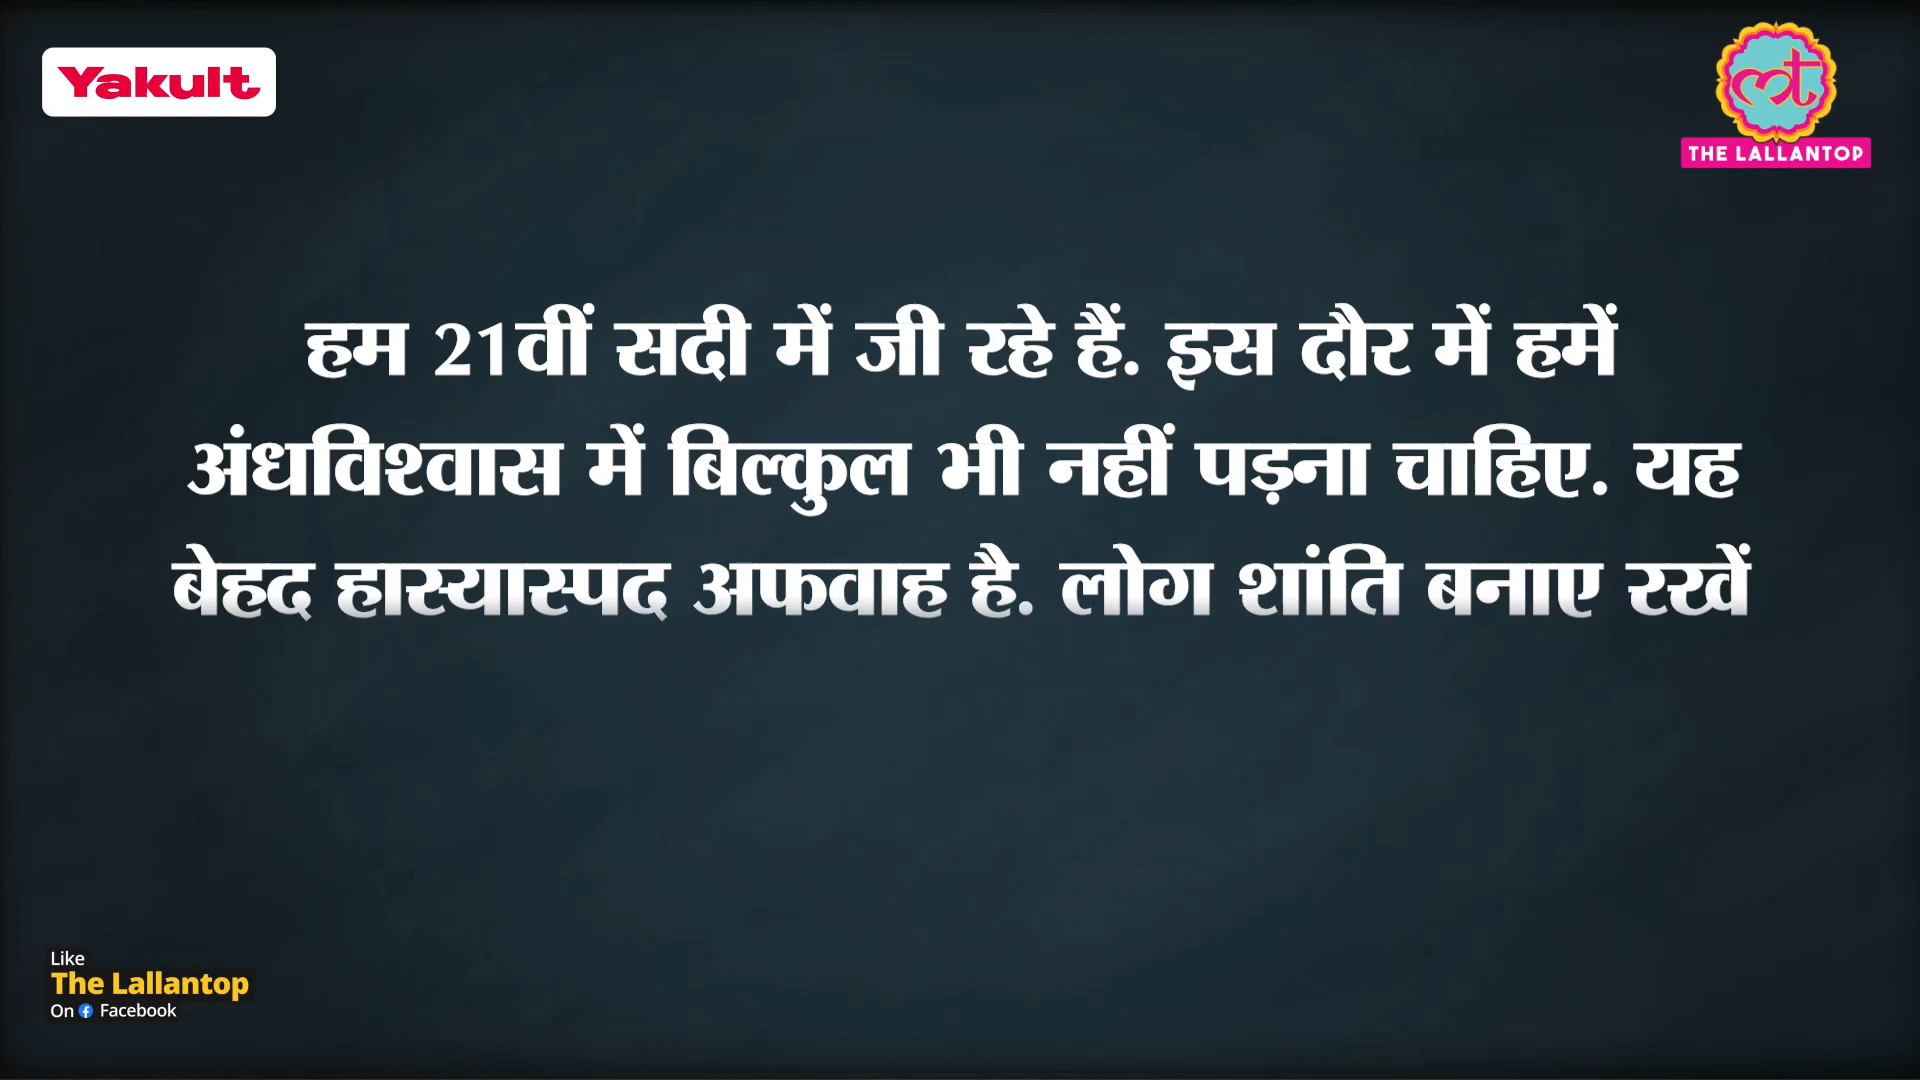 Yakult
THE LALLANTOP
हम 21वीं सदी में जी रहे हैं. इस दौर में हमें
अंधविश्वास में बिल्कुल भी नहीं पड़ना चाहिए. यह
बेहद हास्यास्पद अफवाह है. लोग शांति बनाए रखें
Like
The Lallantop
On Facebook